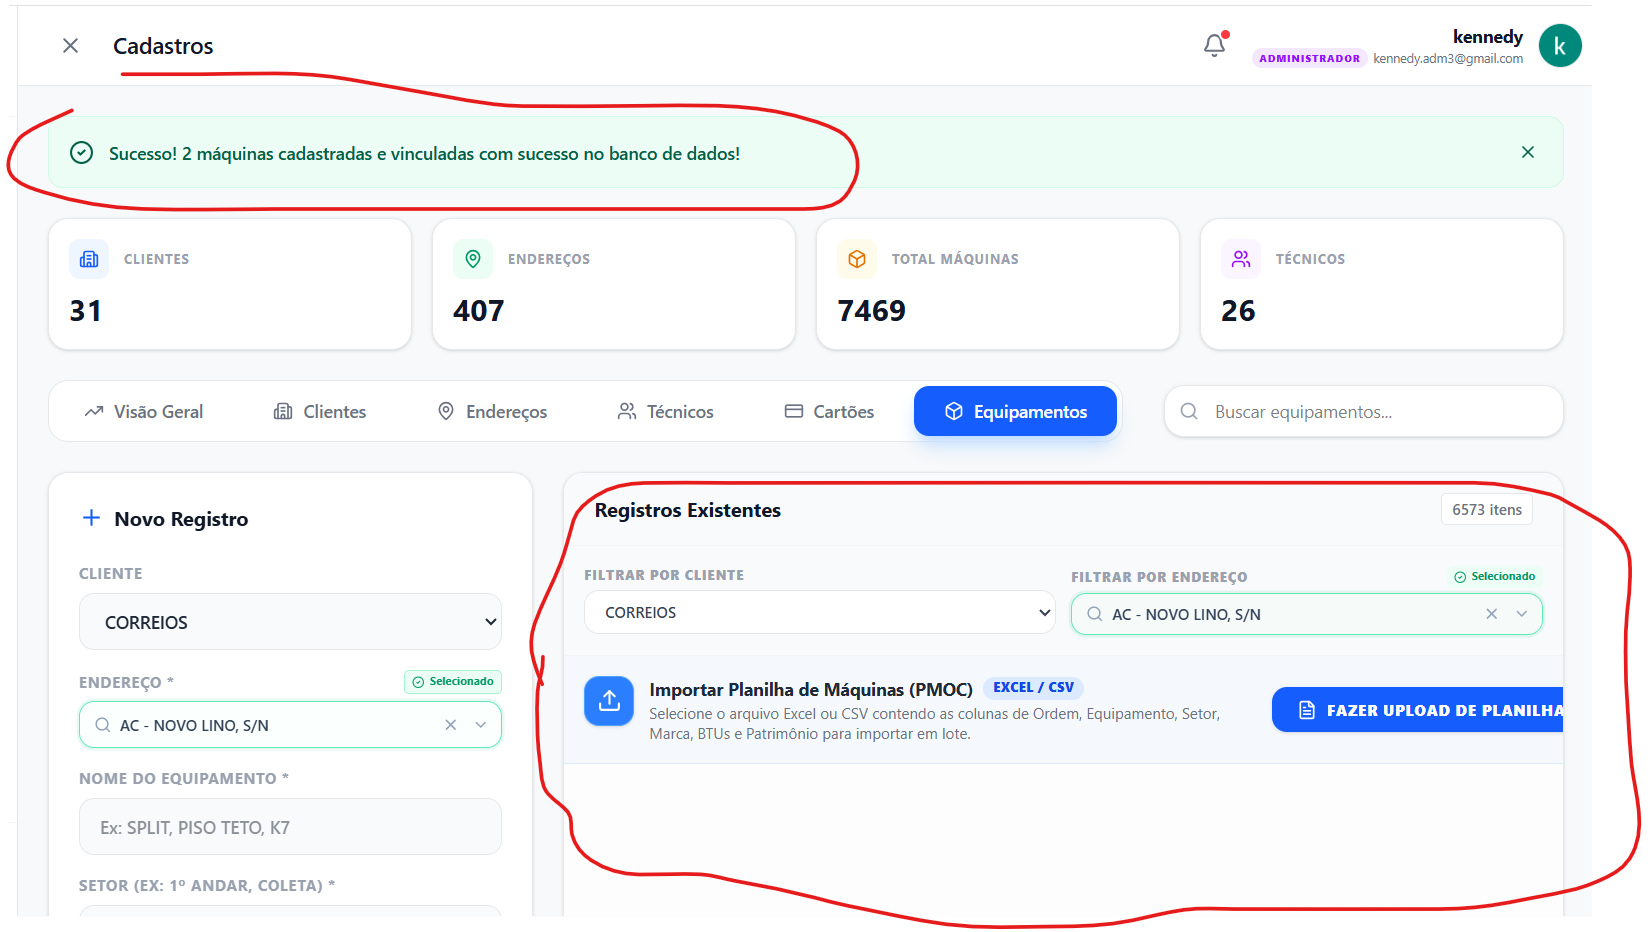 Cadastros
kennedy
ADMINISTRADOR kennedy.adm3@gmail.com
k
Sucesso! 2 máquinas cadastradas e vinculadas com sucesso no banco de dados!
CLIENTES
31
ENDEREÇOS
407
TOTAL MÁQUINAS
7469
TÉCNICOS
26
Visão Geral
Clientes
Endereços
Técnicos
Cartões
Equipamentos
Buscar equipamentos...
Novo Registro
CLIENTE
CORREIOS
ENDEREÇO *
Selecionado
AC - NOVO LINO, S/N
NOME DO EQUIPAMENTO *
Ex: SPLIT, PISO TETO, K7
SETOR (EX: 1º ANDAR, COLETA) *
Registros Existentes
6573 itens
FILTRAR POR CLIENTE
CORREIOS
FILTRAR POR ENDEREÇO
Selecionado
AC - NOVO LINO, S/N
Importar Planilha de Máquinas (PMOC) EXCEL / CSV
Selecione o arquivo Excel ou CSV contendo as colunas de Ordem, Equipamento, Setor,
Marca, BTUs e Patrimônio para importar em lote.
FAZER UPLOAD DE PLANILHA